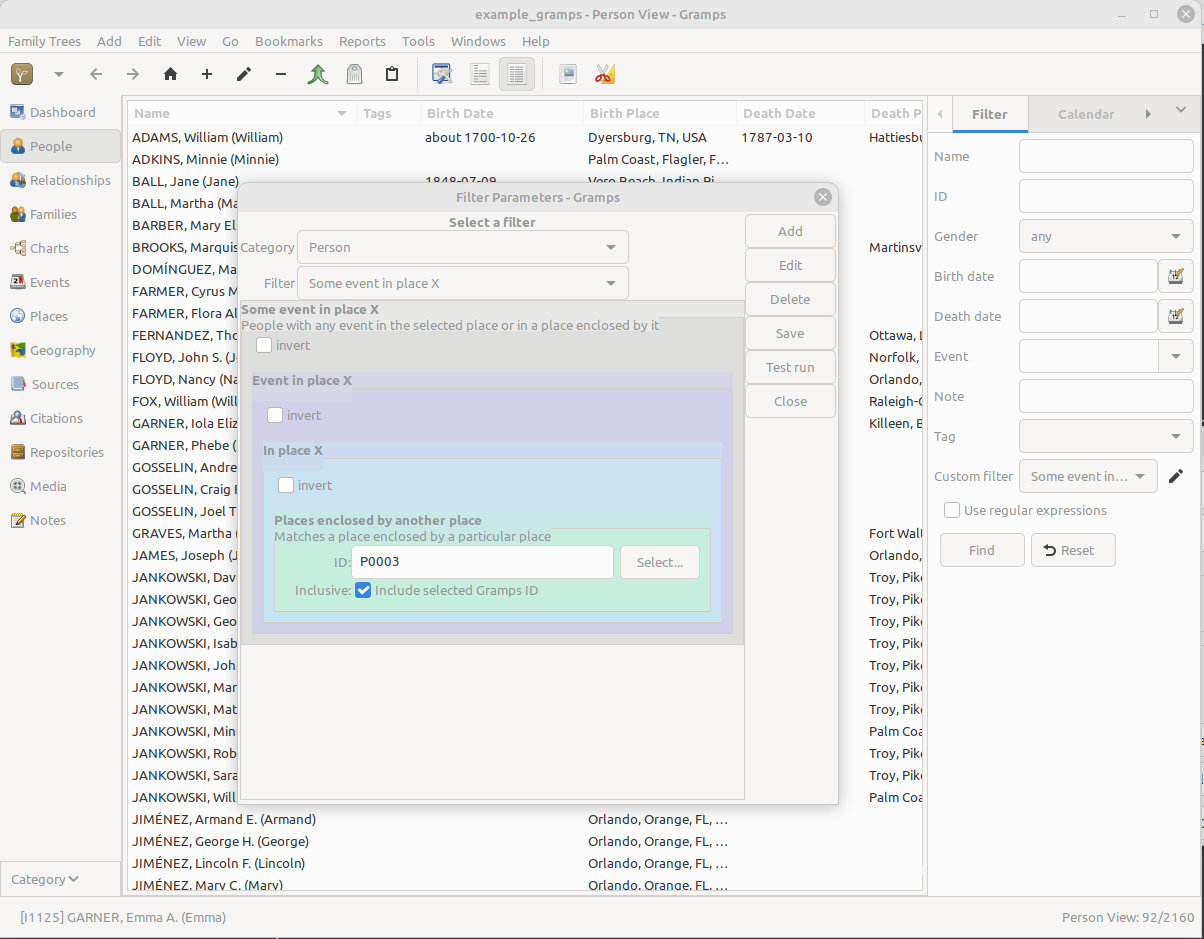 example_gramps - Person View - Gramps
Family Trees Add Edit View Go Bookmarks Reports Tools Windows Help
Dashboard
People
Relationships
Families
Charts
Events
Places
Geography
Sources
Citations
Repositories
Media
Notes
Category
Name Tags Birth Date Birth Place Death Date Death P
ADAMS, William (William) about 1700-10-26 Dyersburg, TN, USA 1787-03-10 Hattiesbu
ADKINS, Minnie (Minnie) Palm Coast, Flagler, F…
BALL, Jane (Jane) 1848-07-09 Vero Beach, Indian Ri
BALL, Martha (Ma
BARBER, Mary El
BROOKS, Marquis Martinsv
DOMÍNGUEZ, Ma
FARMER, Cyrus M
FARMER, Flora Al
FERNANDEZ, Tho Ottawa, L
FLOYD, John S. (J Norfolk,
FLOYD, Nancy (Na Orlando,
FOX, William (Will Raleigh-C
GARNER, Iola Eliz Killeen, B
GARNER, Phebe (
GOSSELIN, Andre
GOSSELIN, Craig F
GOSSELIN, Joel T
GRAVES, Martha ( Fort Walt
JAMES, Joseph (J Orlando,
JANKOWSKI, Dav Troy, Pike
JANKOWSKI, Geo Troy, Pike
JANKOWSKI, Geo Troy, Pike
JANKOWSKI, Isab Troy, Pike
JANKOWSKI, Joh Troy, Pike
JANKOWSKI, Mar Troy, Pike
JANKOWSKI, Mat Troy, Pike
JANKOWSKI, Min Palm Coa
JANKOWSKI, Rob Troy, Pike
JANKOWSKI, Sara Troy, Pike
JANKOWSKI, Will Palm Coa
JIMÉNEZ, Armand E. (Armand) Orlando, Orange, FL, …
JIMÉNEZ, George H. (George) Orlando, Orange, FL, …
JIMÉNEZ, Lincoln F. (Lincoln) Orlando, Orange, FL, …
JIMÉNEZ, Mary C. (Mary) Orlando, Orange, FL, …
Filter Parameters - Gramps
Select a filter
Category Person
Filter Some event in place X
Some event in place X
People with any event in the selected place or in a place enclosed by it
invert
Event in place X
invert
In place X
invert
Places enclosed by another place
Matches a place enclosed by a particular place
ID: P0003 Select...
Inclusive: Include selected Gramps ID
Add
Edit
Delete
Save
Test run
Close
Filter Calendar
Name
ID
Gender any
Birth date
Death date
Event
Note
Tag
Custom filter Some event in…
Use regular expressions
Find Reset
[I1125] GARNER, Emma A. (Emma) Person View: 92/2160